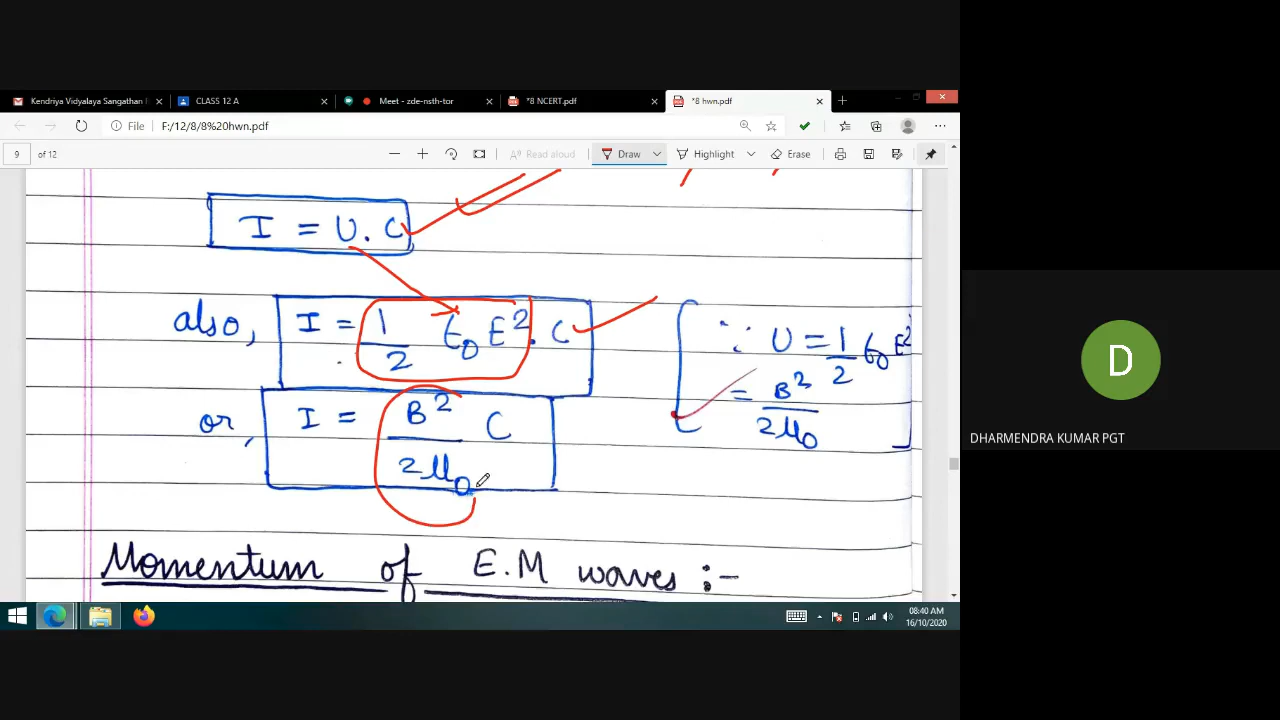 Kendriya Vidyalaya Sangathan
CLASS 12 A
Meet - zde-nsth-tor
*8 NCERT.pdf
*8 hwn.pdf
File
F:/12/8/8%20hwn.pdf
9 of 12
Read aloud
Draw
Highlight
Erase
I = U. C
also, I = 1/2 ϵ0 E². C
[ ∵ U = 1/2 ϵ0 E²
= B²/2μ0 ]
or, I = B²/2μ0 C
Momentum of E.M waves :-
D
DHARMENDRA KUMAR PGT
08:40 AM
16/10/2020